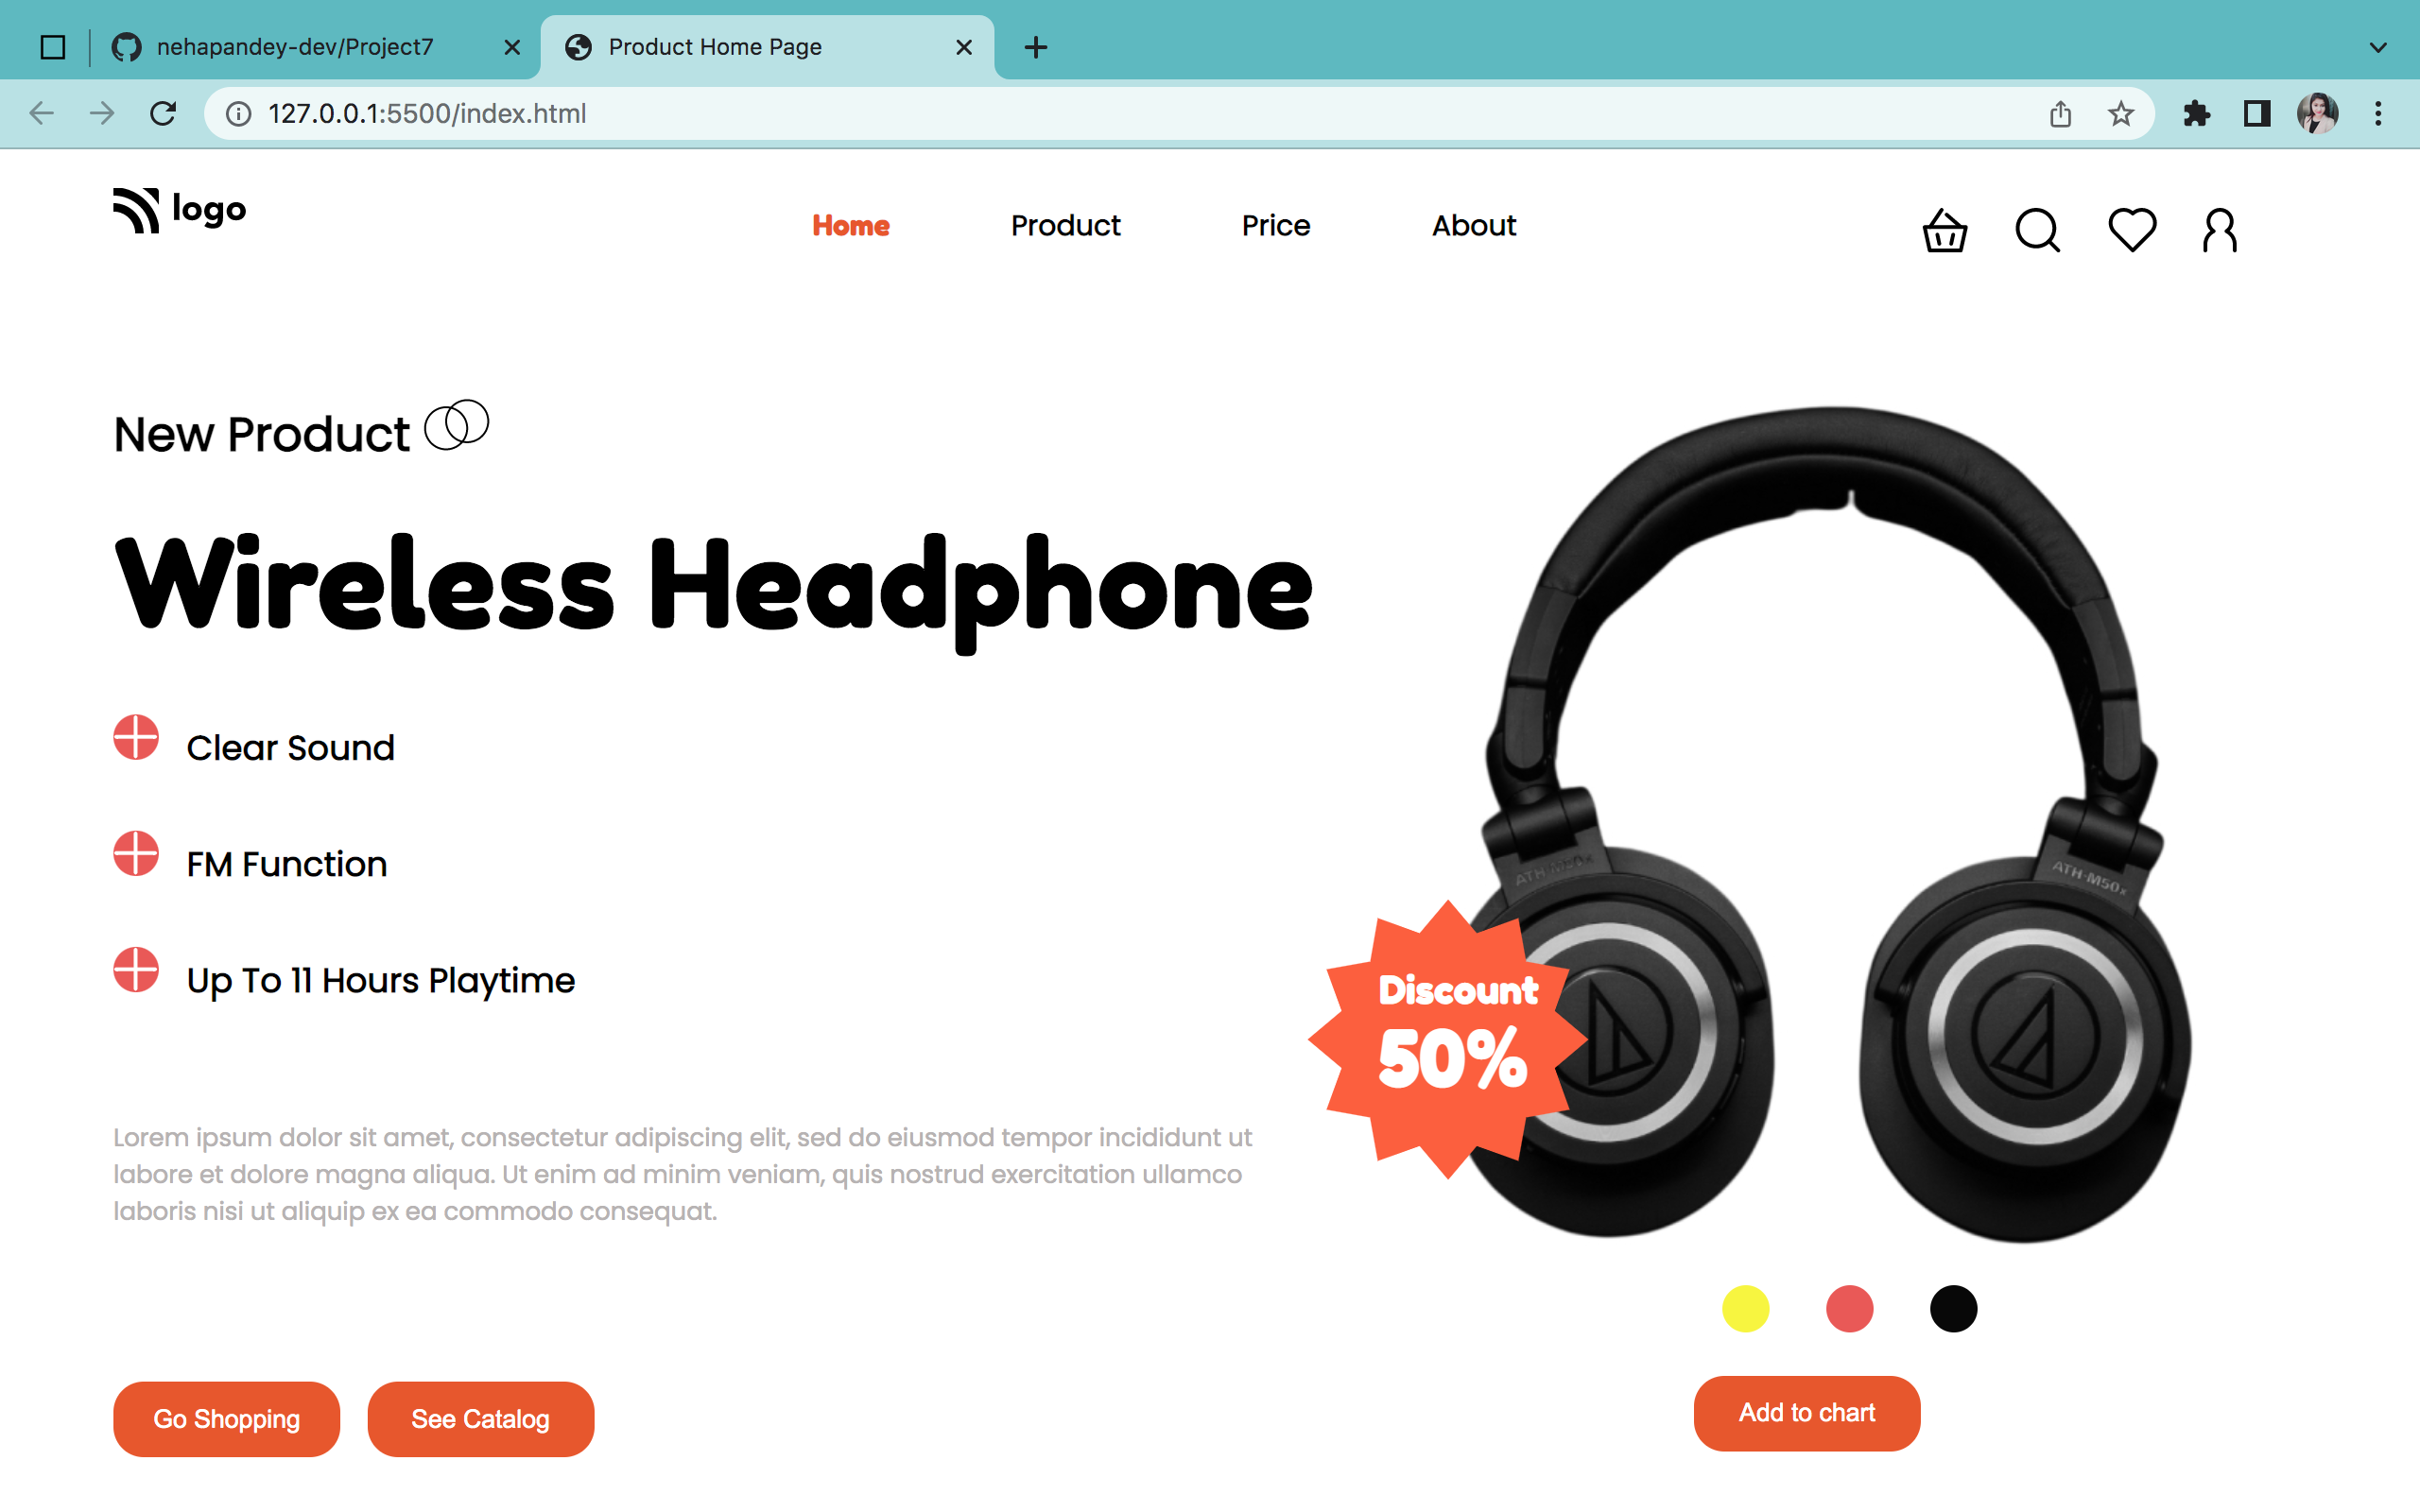 nehapandey-dev/Project7
Product Home Page
127.0.0.1:5500/index.html
logo
Home
Product
Price
About
New Product
Wireless Headphone
Clear Sound
FM Function
Up To 11 Hours Playtime
Lorem ipsum dolor sit amet, consectetur adipiscing elit, sed do eiusmod tempor incididunt ut
labore et dolore magna aliqua. Ut enim ad minim veniam, quis nostrud exercitation ullamco
laboris nisi ut aliquip ex ea commodo consequat.
Go Shopping
See Catalog
ATH-M50x
ATH-M50x
Discount
50%
Add to chart